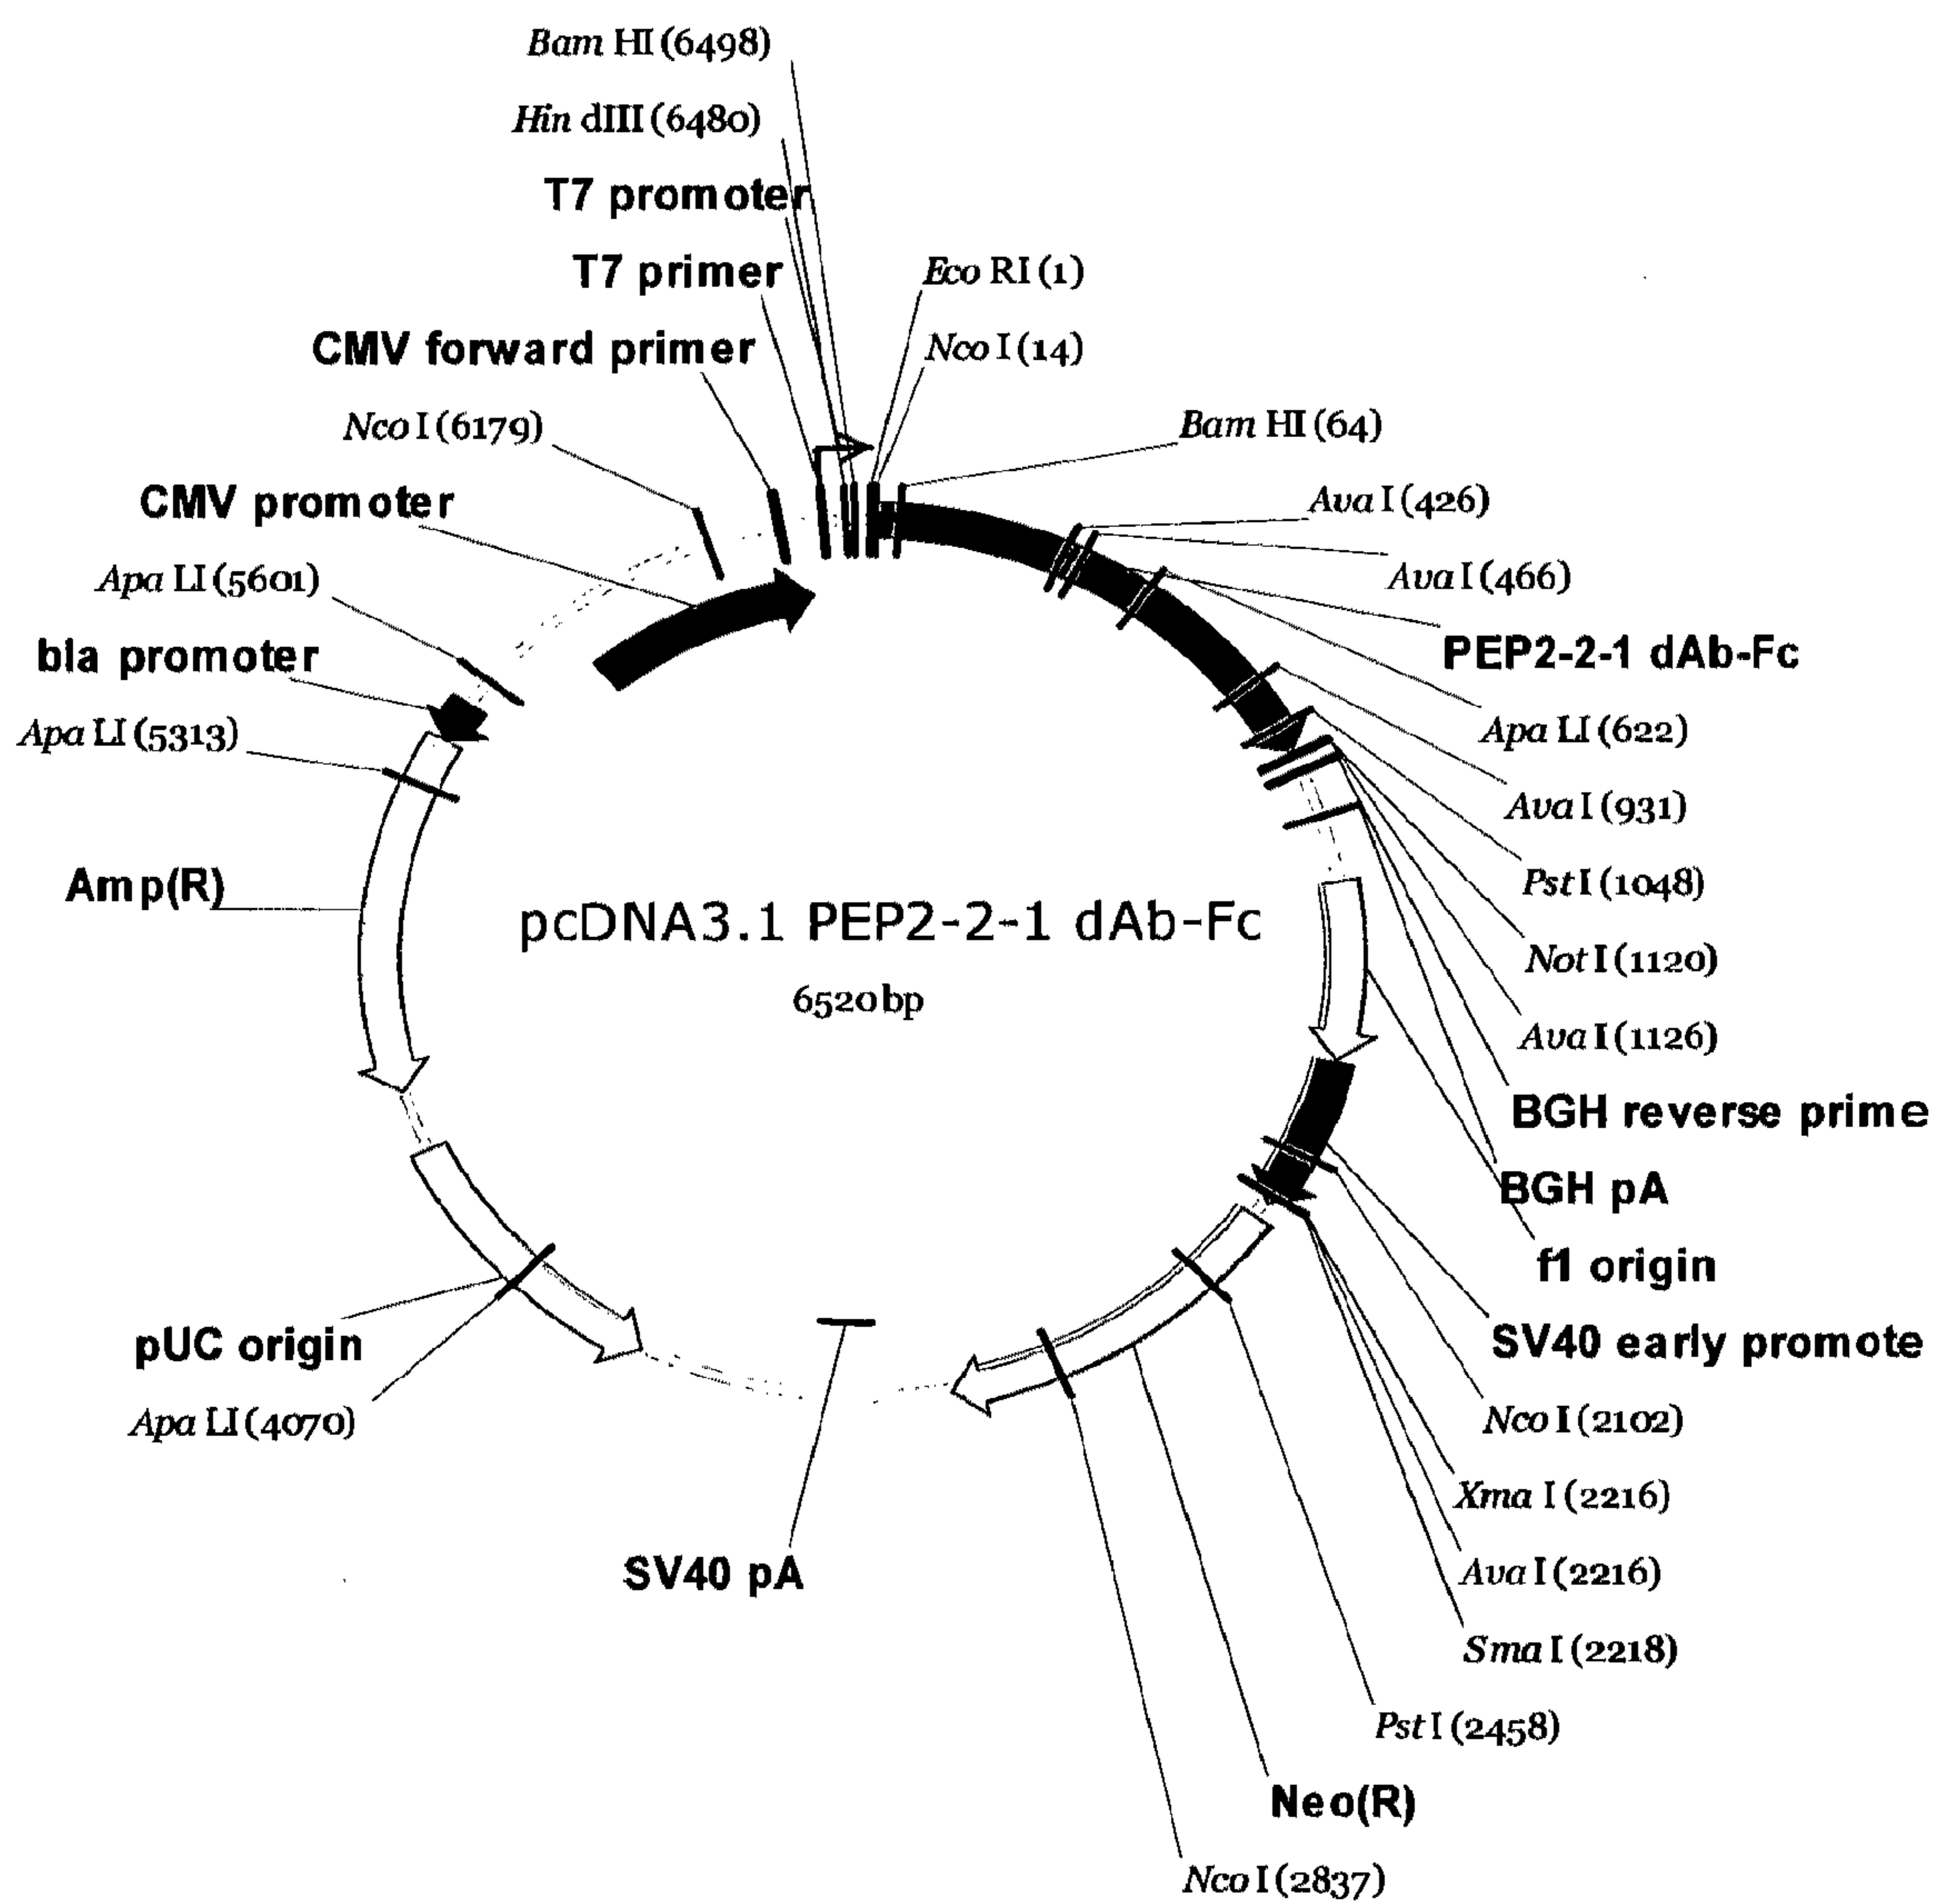 Bam HI (6498)
Hin dIII (6480)
T7 promoter
T7 primer
CMV forward primer
Nco I (6179)
CMV promoter
Apa LI (5601)
bla promoter
Apa LI (5313)
Amp(R)
pUC origin
Apa LI (4070)
SV40 pA
Eco RI (1)
Nco I (14)
Bam HI (64)
Ava I (426)
Ava I (466)
PEP2-2-1 dAb-Fc
Apa LI (622)
Ava I (931)
Pst I (1048)
Not I (1120)
Ava I (1126)
BGH reverse prime
BGH pA
f1 origin
SV40 early promote
Nco I (2102)
Xma I (2216)
Ava I (2216)
Sma I (2218)
Pst I (2458)
Neo(R)
Nco I (2837)
pcDNA3.1 PEP2-2-1 dAb-Fc
6520 bp